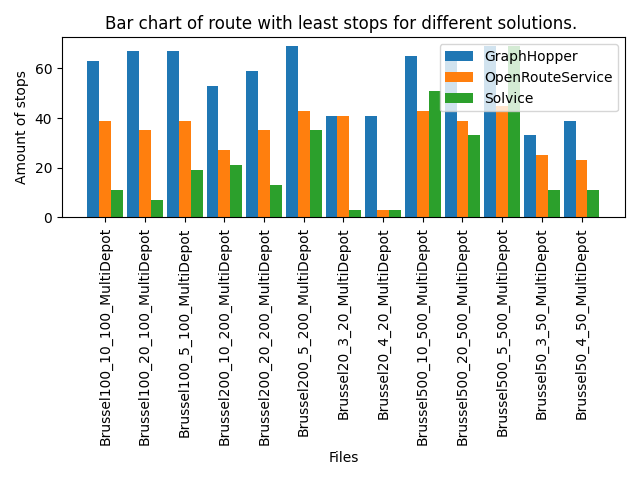 Bar chart of route with least stops for different solutions.
GraphHopper
OpenRouteService
Solvice
Amount of stops
60
40
20
0
Brussel100_10_100_MultiDepot
Brussel100_20_100_MultiDepot
Brussel100_5_100_MultiDepot
Brussel200_10_200_MultiDepot
Brussel200_20_200_MultiDepot
Brussel200_5_200_MultiDepot
Brussel20_3_20_MultiDepot
Brussel20_4_20_MultiDepot
Brussel500_10_500_MultiDepot
Brussel500_20_500_MultiDepot
Brussel500_5_500_MultiDepot
Brussel50_3_50_MultiDepot
Brussel50_4_50_MultiDepot
Files